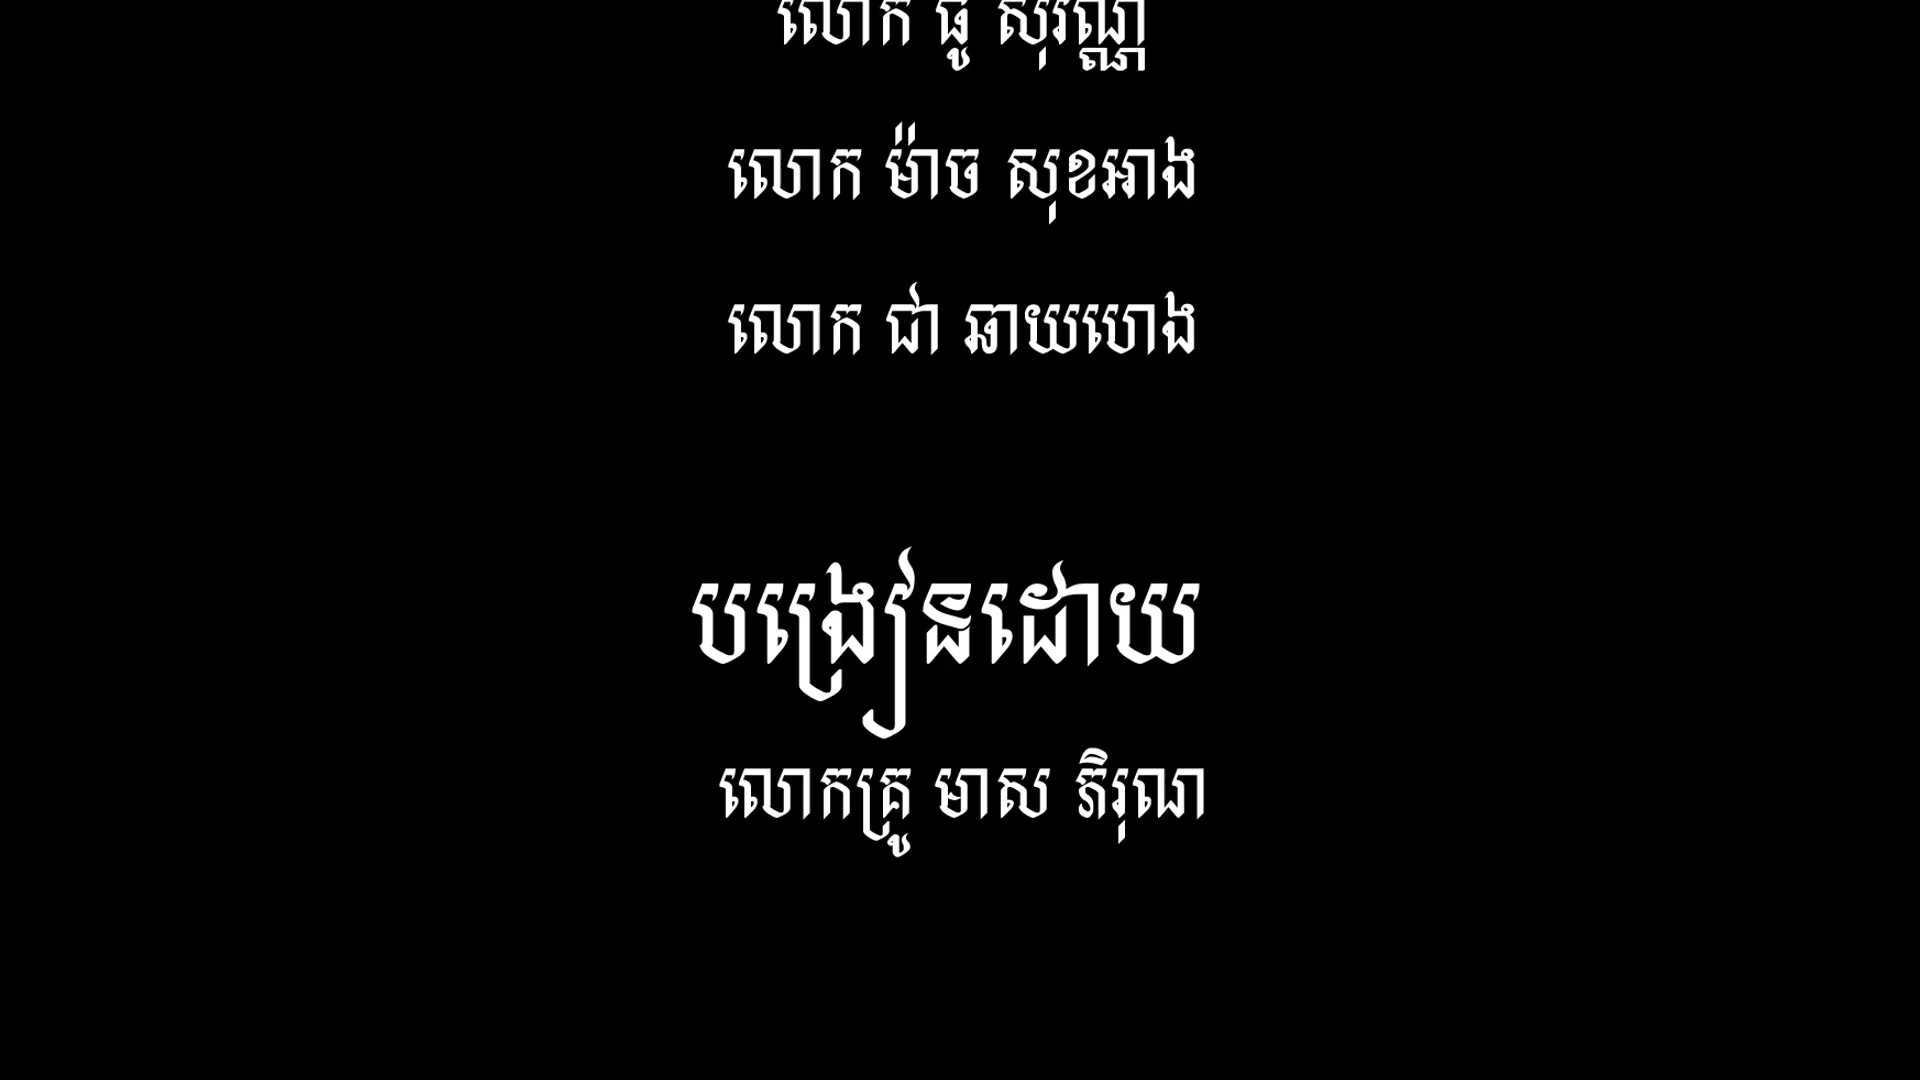 លោក ធូ សុវណ្ណ
លោក ម៉ាច សុខអាង
លោក ជា ឆាយហេង
បង្រៀនដោយ
លោកគ្រូ មាស ភិរុណ